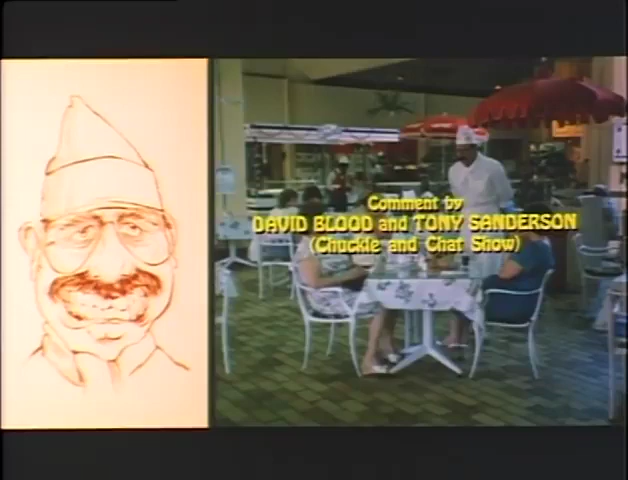 Comment by
DAVID BLOOD and TONY SANDERSON
(Chuckle and Chat Show)